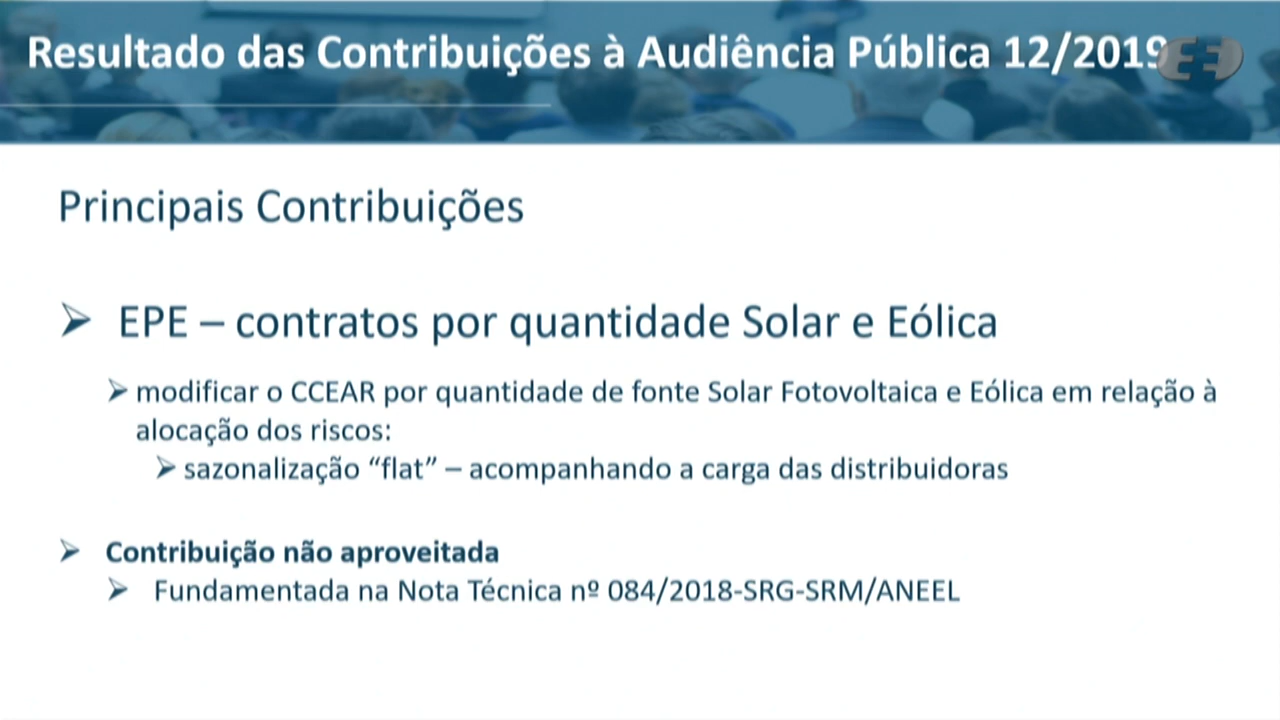 Resultado das Contribuições à Audiência Pública 12/2019
Principais Contribuições
➢ EPE – contratos por quantidade Solar e Eólica
➢ modificar o CCEAR por quantidade de fonte Solar Fotovoltaica e Eólica em relação à
alocação dos riscos:
➢ sazonalização “flat” – acompanhando a carga das distribuidoras
➢ Contribuição não aproveitada
➢ Fundamentada na Nota Técnica nº 084/2018-SRG-SRM/ANEEL